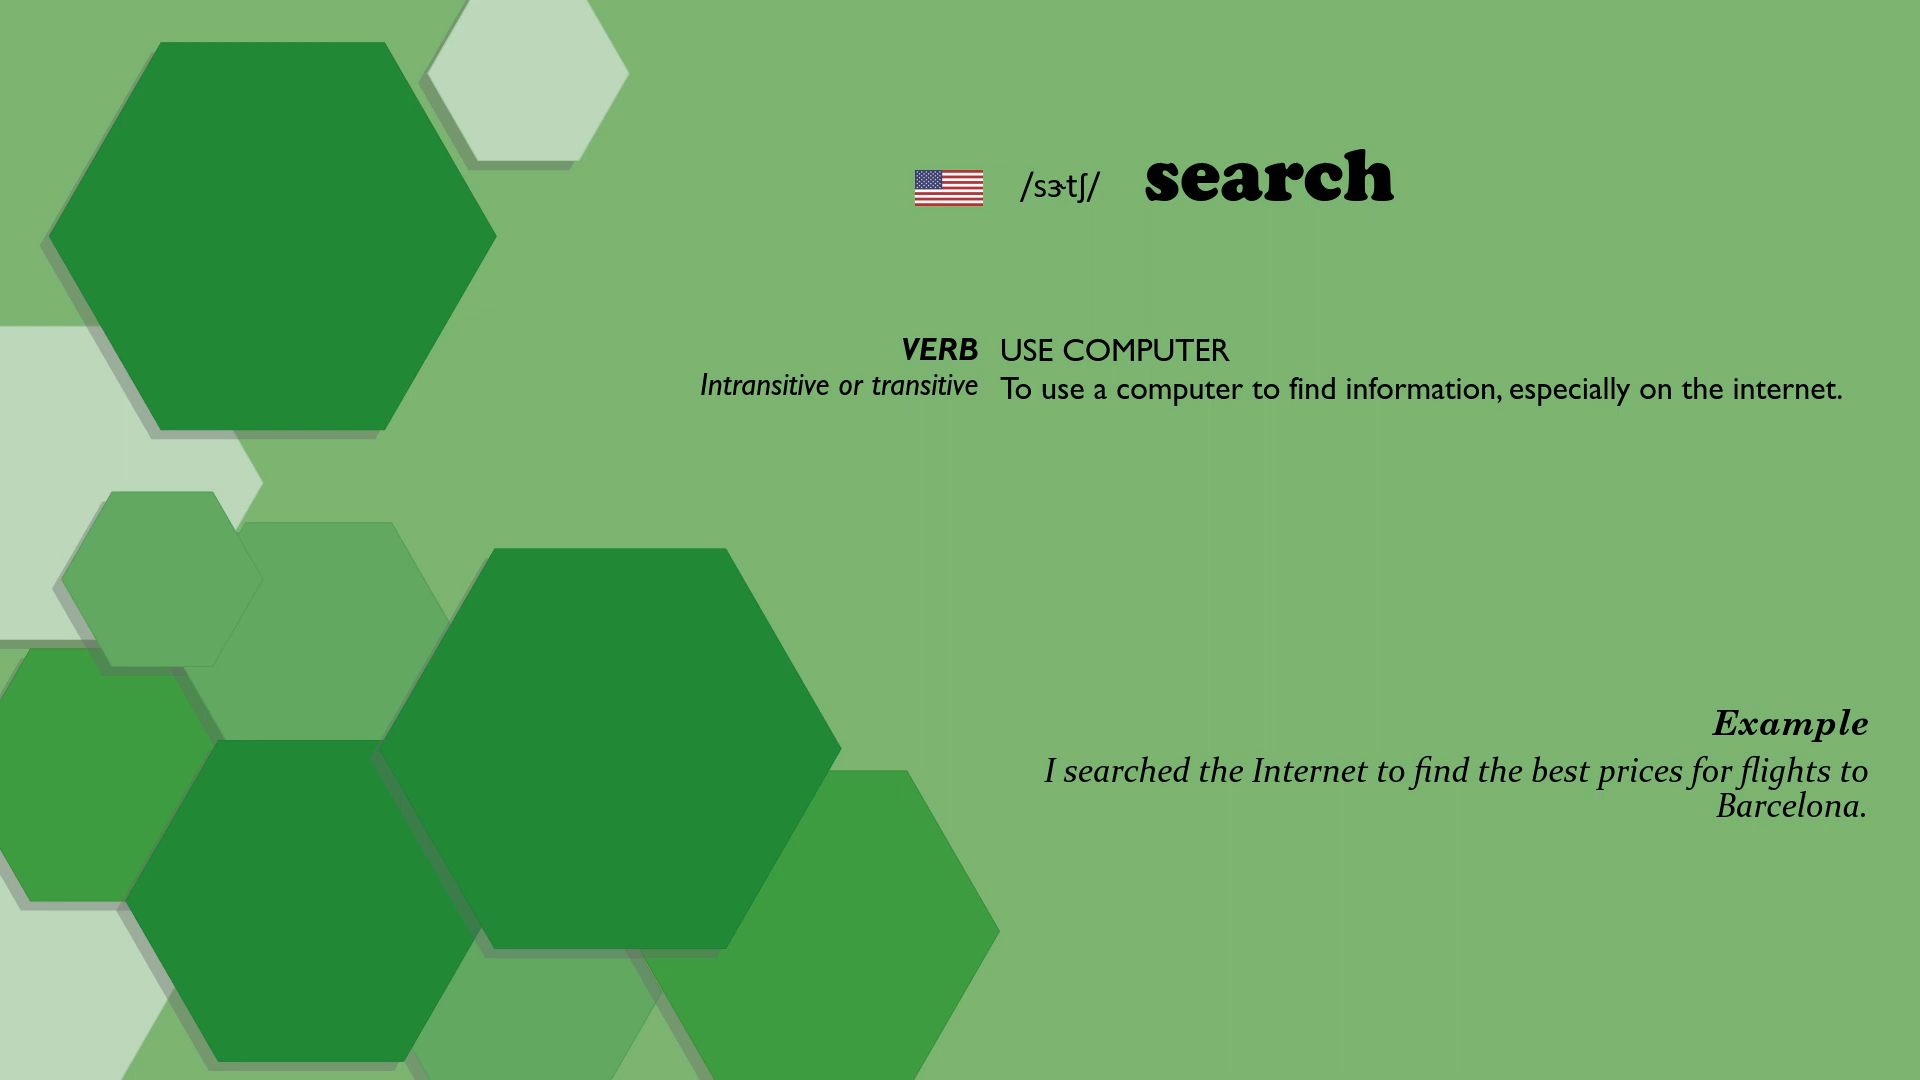 /sɝtʃ/ search
VERB USE COMPUTER
Intransitive or transitive To use a computer to find information, especially on the internet.
Example
I searched the Internet to find the best prices for flights to
Barcelona.